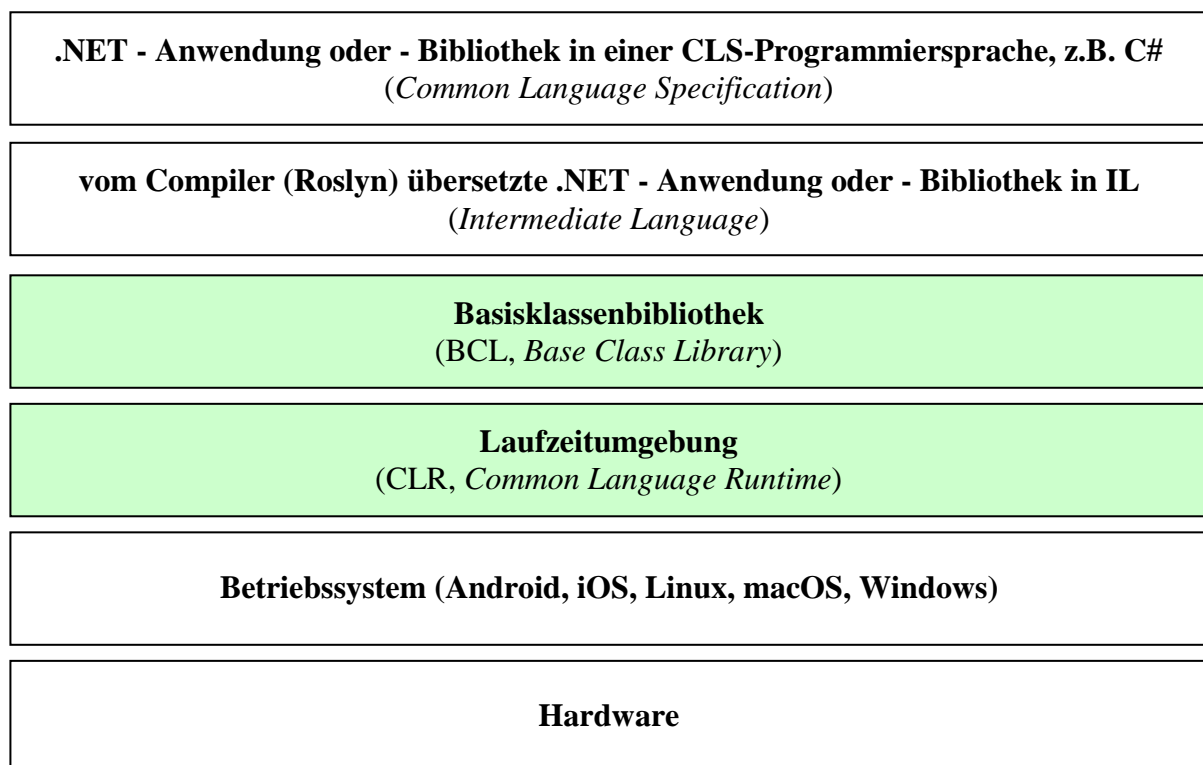 .NET - Anwendung oder - Bibliothek in einer CLS-Programmiersprache, z.B. C#
(Common Language Specification)
vom Compiler (Roslyn) übersetzte .NET - Anwendung oder - Bibliothek in IL
(Intermediate Language)
Basisklassenbibliothek
(BCL, Base Class Library)
Laufzeitumgebung
(CLR, Common Language Runtime)
Betriebssystem (Android, iOS, Linux, macOS, Windows)
Hardware